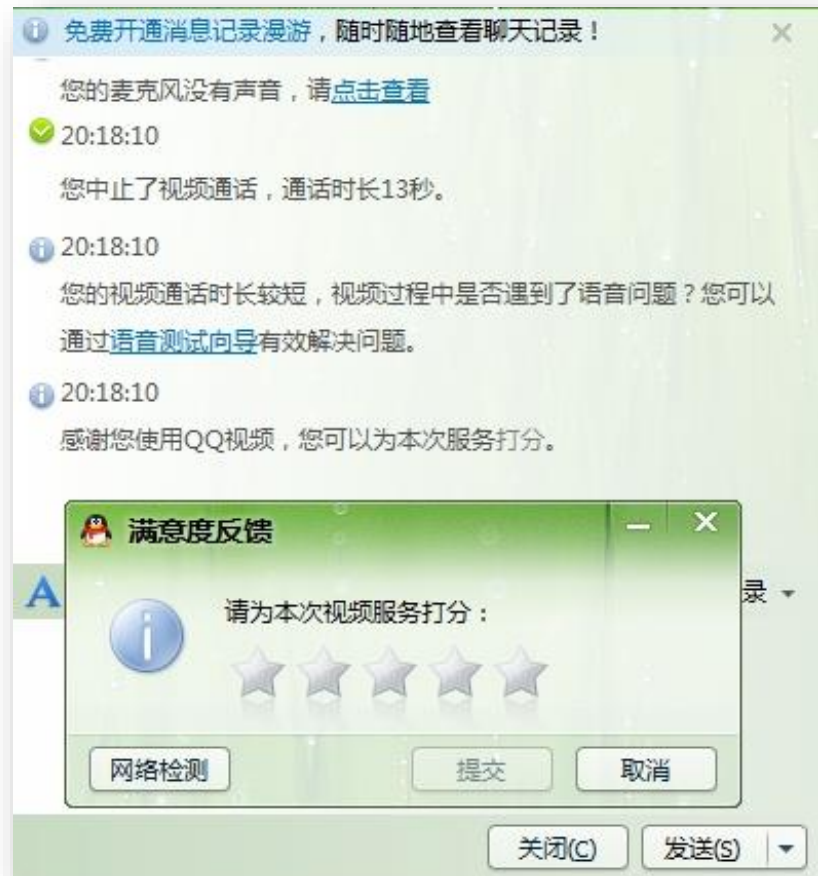 免费开通消息记录漫游，随时随地查看聊天记录！
您的麦克风没有声音，请点击查看
20:18:10
您中止了视频通话，通话时长13秒。
20:18:10
您的视频通话时长较短，视频过程中是否遇到了语音问题？您可以
通过语音测试向导有效解决问题。
20:18:10
感谢您使用QQ视频，您可以为本次服务打分。
满意度反馈
A
录
请为本次视频服务打分：
网络检测 提交 取消
关闭(C) 发送(S)